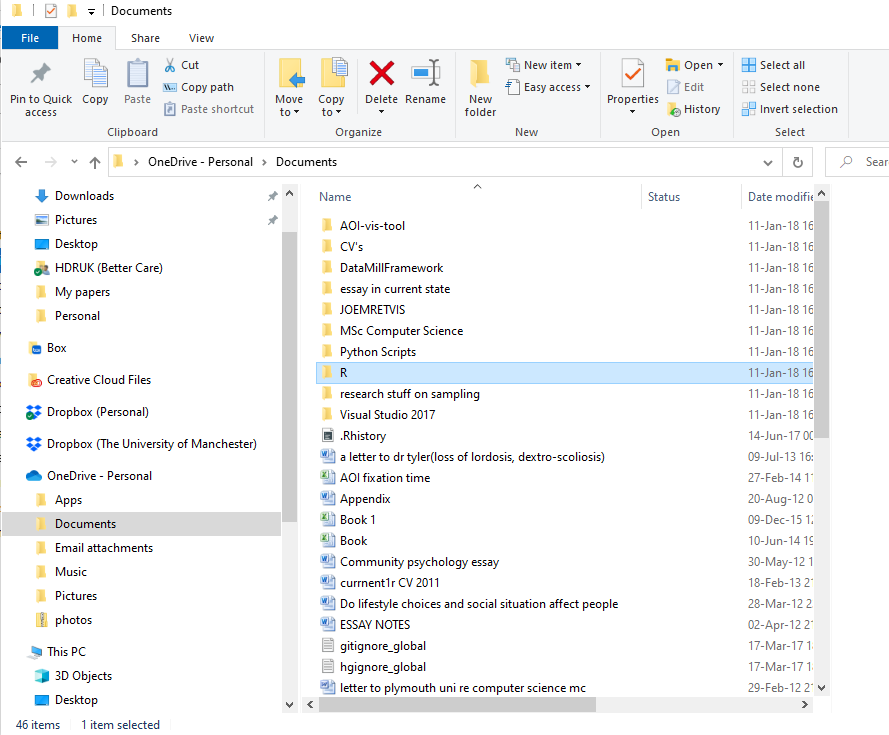 Documents
File Home Share View
Pin to Quick access
Copy
Paste
Cut
Copy path
Paste shortcut
Clipboard
Move to
Copy to
Delete
Rename
Organize
New folder
New item
Easy access
New
Properties
Open
Edit
History
Open
Select all
Select none
Invert selection
Select
OneDrive - Personal > Documents
Sear
Downloads
Pictures
Desktop
HDRUK (Better Care)
My papers
Personal
Box
Creative Cloud Files
Dropbox (Personal)
Dropbox (The University of Manchester)
OneDrive - Personal
Apps
Documents
Email attachments
Music
Pictures
photos
This PC
3D Objects
Desktop
Name Status Date modifie
AOI-vis-tool 11-Jan-18 16
CV's 11-Jan-18 16
DataMillFramework 11-Jan-18 16
essay in current state 11-Jan-18 16
JOEMRETVIS 11-Jan-18 16
MSc Computer Science 11-Jan-18 16
Python Scripts 11-Jan-18 16
R 11-Jan-18 16
research stuff on sampling 11-Jan-18 16
Visual Studio 2017 11-Jan-18 16
.Rhistory 14-Jun-17 00
a letter to dr tyler(loss of lordosis, dextro-scoliosis) 09-Jul-13 16:
AOI fixation time 27-Feb-14 11
Appendix 20-Aug-12 0
Book 1 09-Dec-15 12
Book 10-Jun-14 19
Community psychology essay 30-May-12
currnent1r CV 2011 18-Feb-13 21
Do lifestyle choices and social situation affect people 28-Mar-12 2
ESSAY NOTES 02-Apr-12 21
gitignore_global 17-Mar-17 1
hgignore_global 17-Mar-17 1
letter to plymouth uni re computer science mc 29-Feb-12 21
46 items 1 item selected